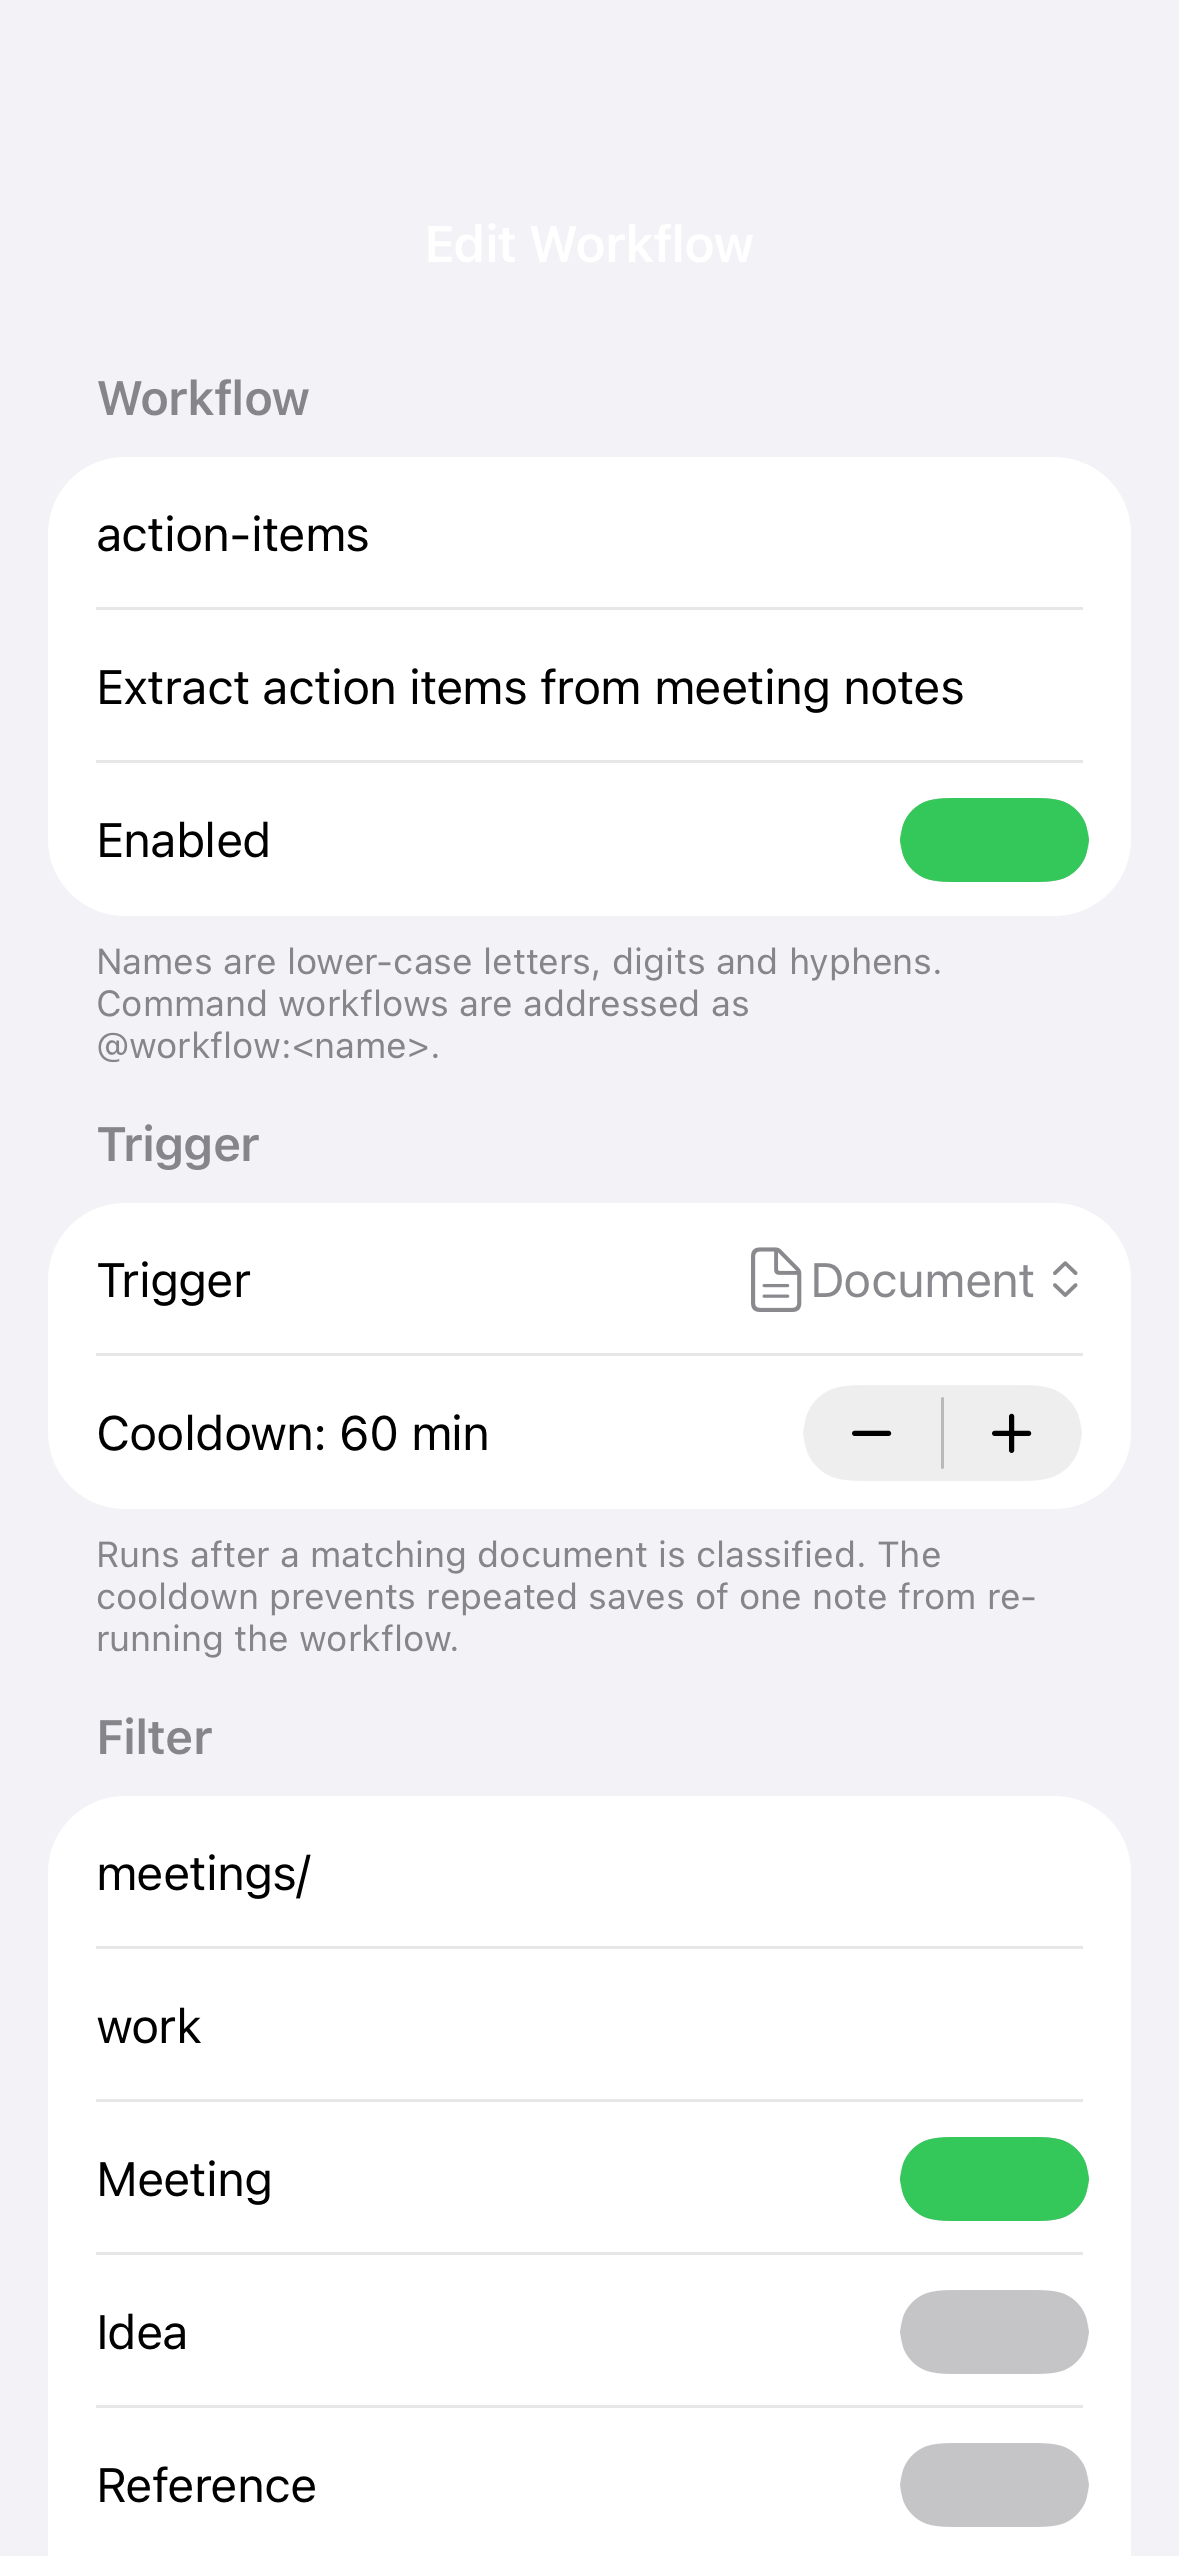 Edit Workflow
Workflow
action-items
Extract action items from meeting notes
Enabled
Names are lower-case letters, digits and hyphens.
Command workflows are addressed as
@workflow:<name>.
Trigger
Trigger Document
Cooldown: 60 min
Runs after a matching document is classified. The
cooldown prevents repeated saves of one note from re-
running the workflow.
Filter
meetings/
work
Meeting
Idea
Reference